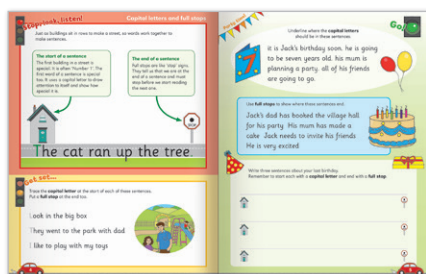 Stop, look, listen!
Capital letters and full stops
Just as buildings sit in rows to make a street, so words work together to
make sentences.
The start of a sentence
The first building in a street is
special. It is often 'Number 1'. The
first word of a sentence is special
too. It uses a capital letter to draw
attention to itself and show how
special it is.
The end of a sentence
Full stops are like 'stop' signs.
They tell us that we are at the
end of a sentence and must
stop before we start reading
the next one.
The cat ran up the tree.
Get set...
Trace the capital letter at the start of each of these sentences.
Put a full stop at the end too.
Look in the big box
They went to the park with dad
I like to play with my toys
Party time!
Go!
Underline where the capital letters
should be in these sentences.
7
it is Jack's birthday soon. he is going
to be seven years old. his mum is
planning a party. all of his friends
are going to go.
Use full stops to show where these sentences end.
Jack's dad has booked the village hall
for his party His mum has made a
cake Jack needs to invite his friends
He is very excited
Write three sentences about your last birthday.
Remember to start each with a capital letter and end with a full stop.